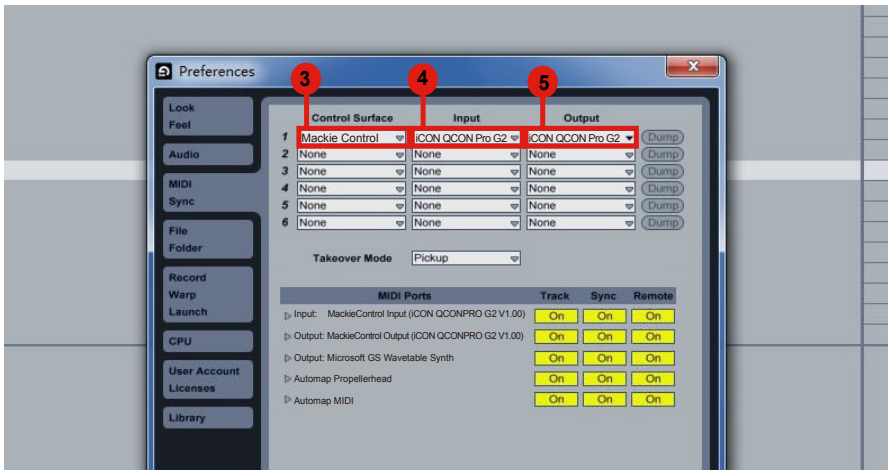 Preferences
3
4
5
Look
Feel
Audio
MIDI
Sync
File
Folder
Record
Warp
Launch
CPU
User Account
Licenses
Library
Control Surface Input Output
1 Mackie Control iCON QCON Pro G2 iCON QCON Pro G2 Dump
2 None None None Dump
3 None None None Dump
4 None None None Dump
5 None None None Dump
6 None None None Dump
Takeover Mode Pickup
MIDI Ports Track Sync Remote
Input: MackieControl Input (iCON QCONPRO G2 V1.00) On On On
Output: MackieControl Output (iCON QCONPRO G2 V1.00) On On On
Output: Microsoft GS Wavetable Synth On On On
Automap Propellerhead On On On
Automap MIDI On On On